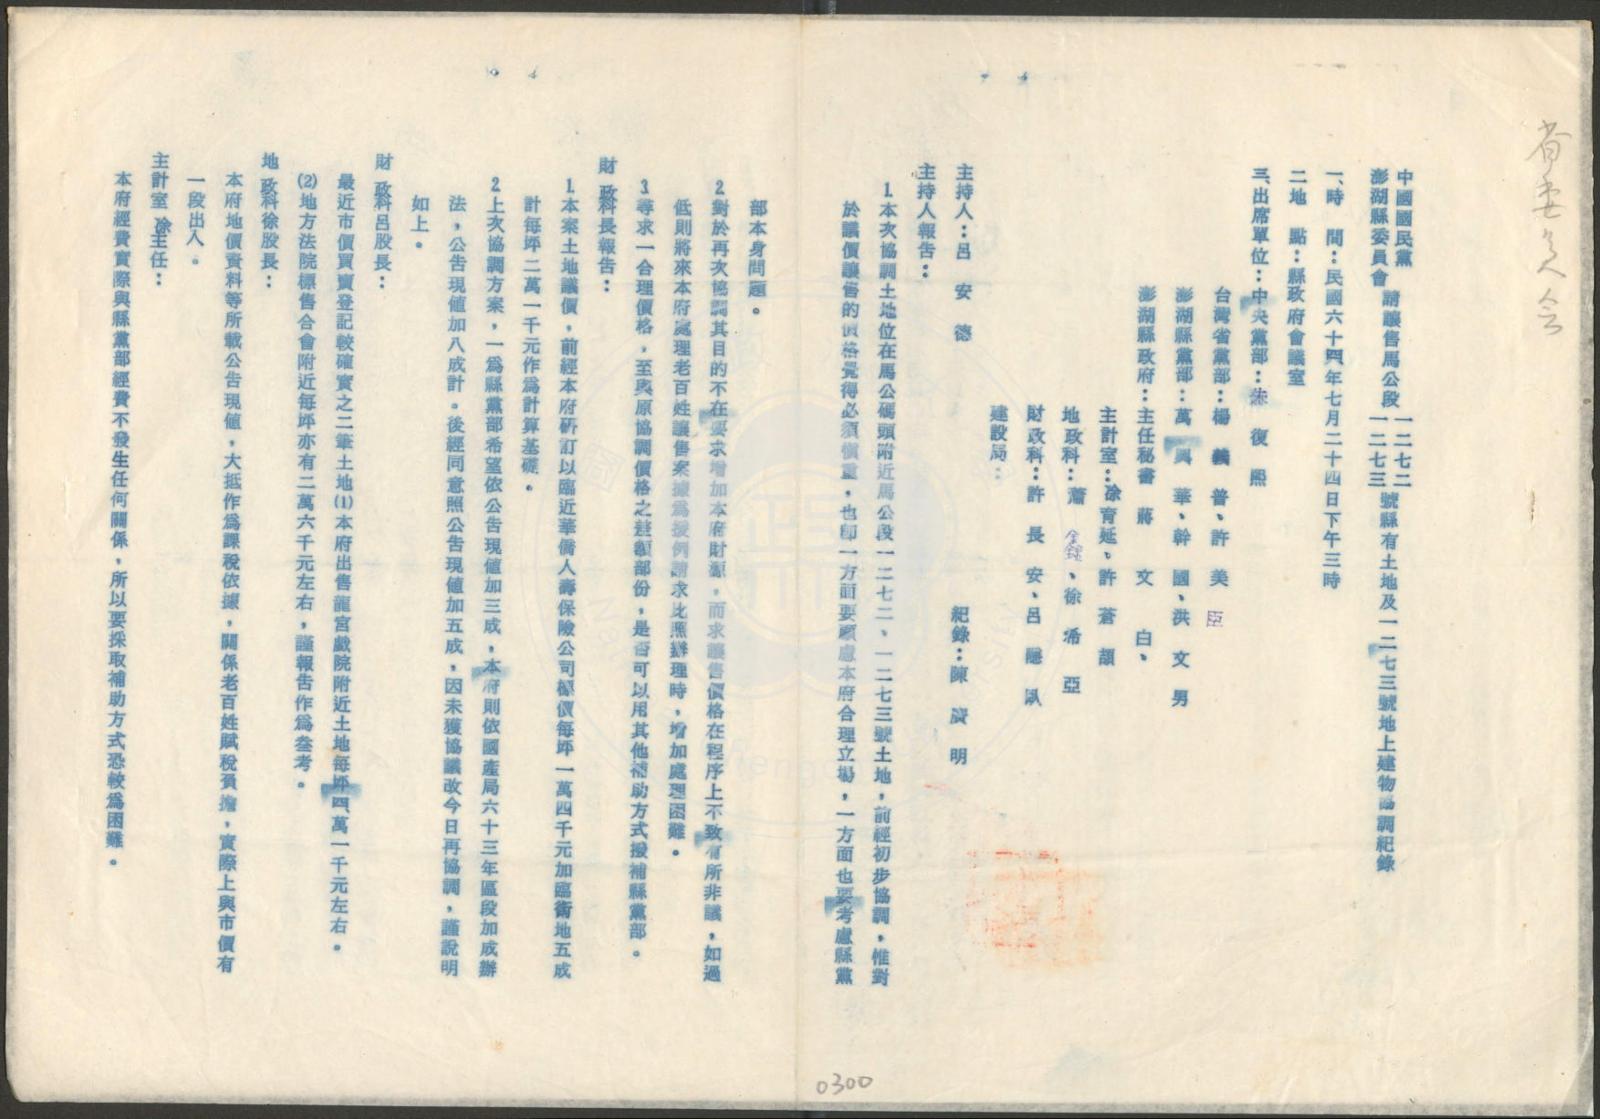 省委員會
中國國民黨
澎湖縣委員會
請讓售馬公段
一二七二
一二七三
號縣有土地及一二七三號地上建物協調紀錄
一、時　間：民國六十四年七月二十四日下午三時
二地　點：縣政府會議室
三、出席單位：中央黨部：朱復熙
台灣省黨部：楊義普、許美臣
澎湖縣黨部：萬興華、幹國、洪文男
澎湖縣政府：主任秘書　蔣文白、
主計室：徐育延、許蒼頡
地政科：蕭　、徐涌亞
財政科：許長安、呂　
建設局：
主持人：呂安德　紀錄：陳　明
主持人報告：
1.本次協調土地位在馬公碼頭附近馬公段一二七二、一二七三號土地，前經初步協調，惟對
於議價讓售的價格覺得必須慎重，也卽一方面要顧慮本府合理立場，一方面也要考慮縣黨
部本身問題。
2.對於再次協調其目的不在要求增加本府財源，而求讓售價格在程序上不致有所非議，如過
低則將來本府處理老百姓讓售案據爲援例請求比照辦理時，增加處理困難。
3.尋求一合理價格，至與原協調價格之差額部份，是否可以用其他補助方式撥補縣黨部。
財政科長報告：
1.本案土地議價，前經本府硏訂以臨近華僑人壽保險公司標價每坪一萬四千元加臨街地五成
計每坪二萬一千元作爲計算基礎。
2.上次協調方案，一爲縣黨部希望依公告現值加三成，本府則依國產局六十三年區段加成辦
法，公告現値加八成計。後經同意照公告現値加五成，因未獲協議改今日再協調，謹說明
如上。
財政科呂股長：
最近市價買賣登記較確實之二筆土地(1)本府出售龍宮戲院附近土地每坪四、萬一千元左右。
(2)地方法院標售合會附近每坪亦有二萬六千元左右，謹報告作爲叁考。
地政科徐股長：
本府地價資料等所載公告現値，大抵作爲課稅依據，關係老百姓賦稅負擔，實際上與市價有
一段出入。
主計室徐主任：
本府經費實際與縣黨部經費不發生任何關係，所以要採取補助方式恐較爲困難。
0300